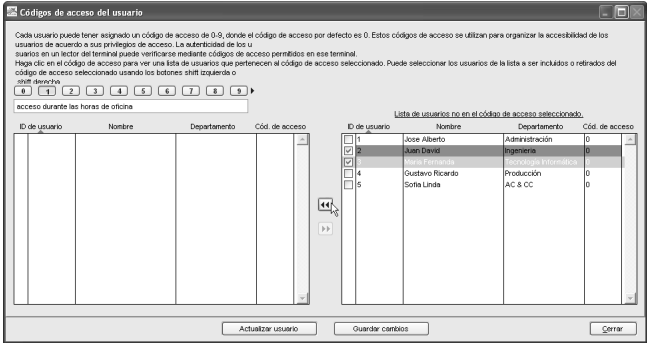 Códigos de acceso del usuario
Cada usuario puede tener asignado un código de acceso de 0-9, donde el código de acceso por defecto es 0. Estos códigos de acceso se utilizan para organizar la accesibilidad de los
usuarios de acuerdo a sus privilegios de acceso. La autenticidad de los u
suarios en un lector del terminal puede verificarse mediante códigos de acceso permitidos en ese terminal.
Haga clic en el código de acceso para ver una lista de usuarios que pertenecen al código de acceso seleccionado. Puede seleccionar los usuarios de la lista a ser incluidos o retirados del
código de acceso seleccionado usando los botones shift izquierda o
shift derecha
0 1 2 3 4 5 6 7 8 9
acceso durante las horas de oficina
Lista de usuarios no en el código de acceso seleccionado.
ID de usuario Nombre Departamento Cód. de acceso ID de usuario Nombre Departamento Cód. de acceso
1 Jose Alberto Administración 0
2 Juan David Ingenieria 0
3 Maria Fernanda Tecnología informática 0
4 Gustavo Ricardo Producción 0
5 Sofia Linda AC & CC 0
Actualizar usuario Guardar cambios Cerrar